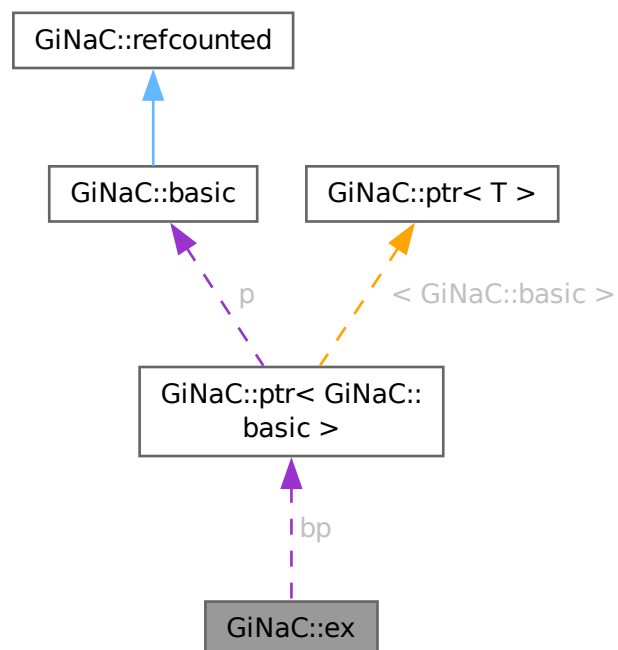 GiNaC::refcounted
GiNaC::basic
GiNaC::ptr< T >
p
< GiNaC::basic >
GiNaC::ptr< GiNaC::
basic >
bp
GiNaC::ex